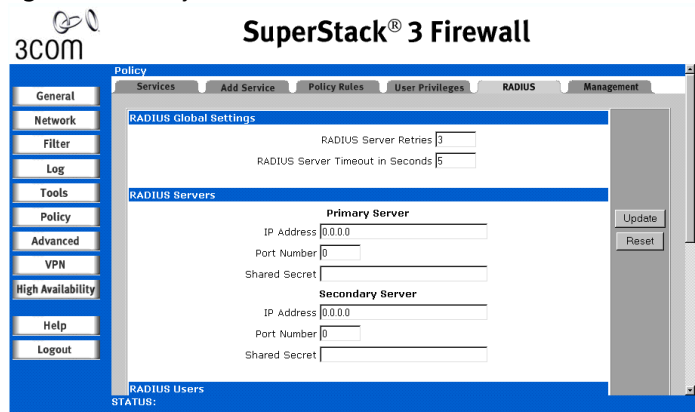 3COM
SuperStack® 3 Firewall
Policy
Services Add Service Policy Rules User Privileges RADIUS Management
General
Network
Filter
Log
Tools
Policy
Advanced
VPN
High Availability
Help
Logout
RADIUS Global Settings
RADIUS Server Retries 3
RADIUS Server Timeout in Seconds 5
RADIUS Servers
Primary Server
IP Address 0.0.0.0
Port Number 0
Shared Secret
Secondary Server
IP Address 0.0.0.0
Port Number 0
Shared Secret
RADIUS Users
Update
Reset
STATUS: